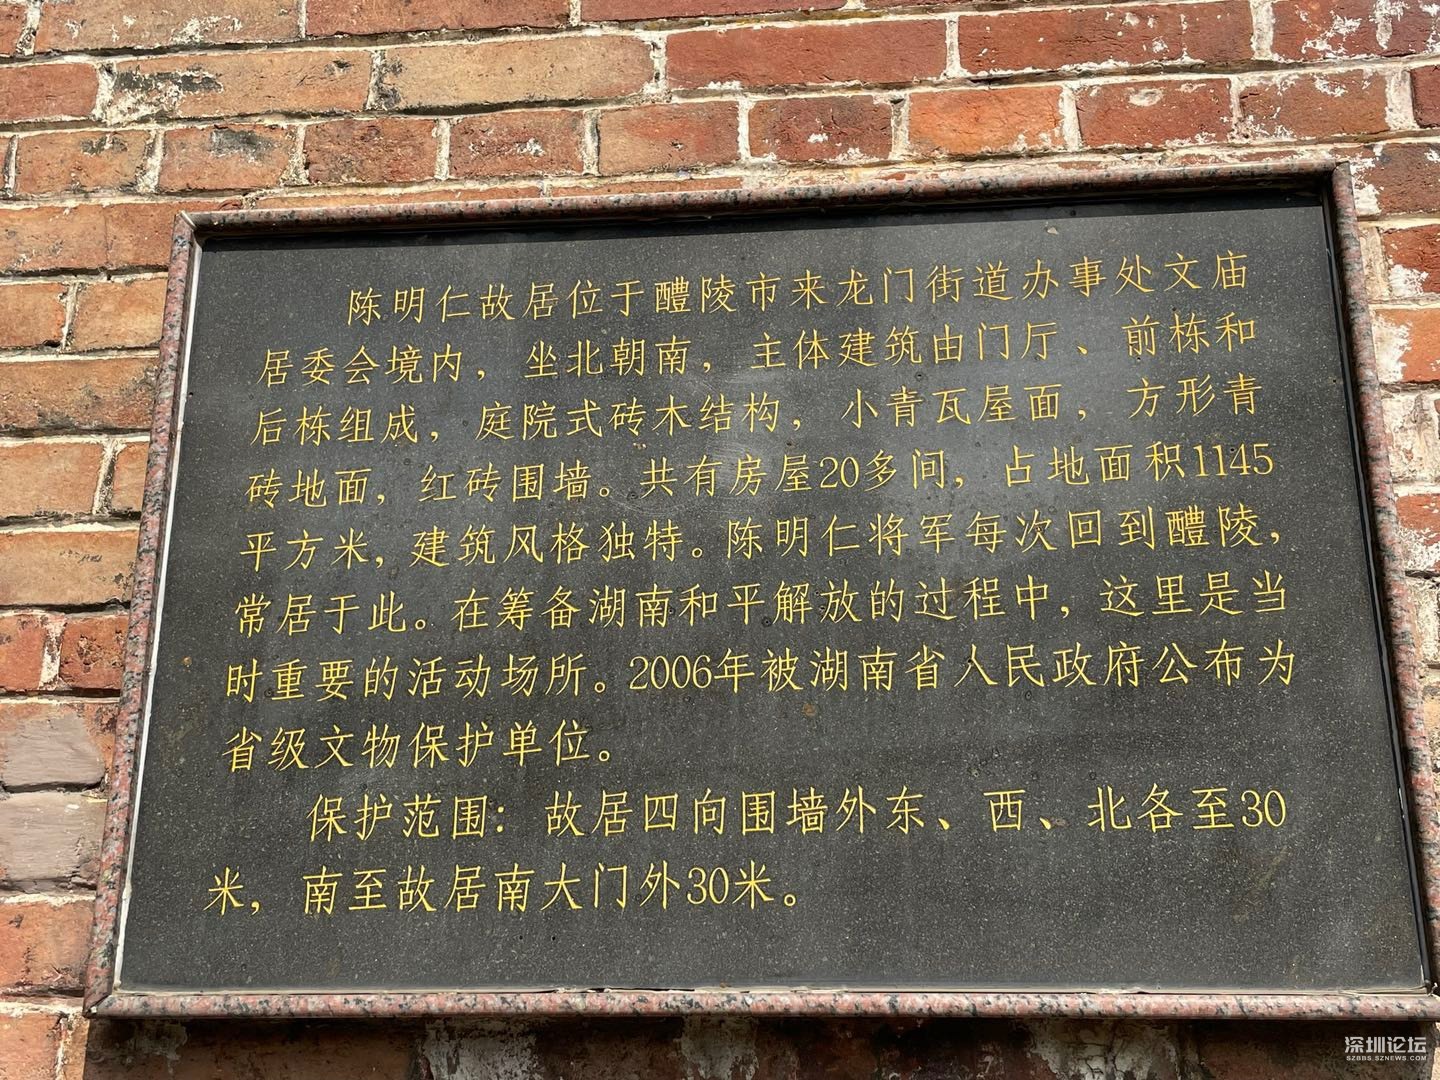 陈明仁故居位于醴陵市来龙门街道办事处文庙
居委会境内，坐北朝南，主体建筑由门厅、前栋和
后栋组成，庭院式砖木结构，小青瓦屋面，方形青
砖地面，红砖围墙。共有房屋20多间，占地面积1145
平方米，建筑风格独特。陈明仁将军每次回到醴陵，
常居于此。在筹备湖南和平解放的过程中，这里是当
时重要的活动场所。2006年被湖南省人民政府公布为
省级文物保护单位。
保护范围：故居四向围墙外东、西、北各至30
米，南至故居南大门外30米。
深圳论坛
SZBBS.SZNEWS.COM